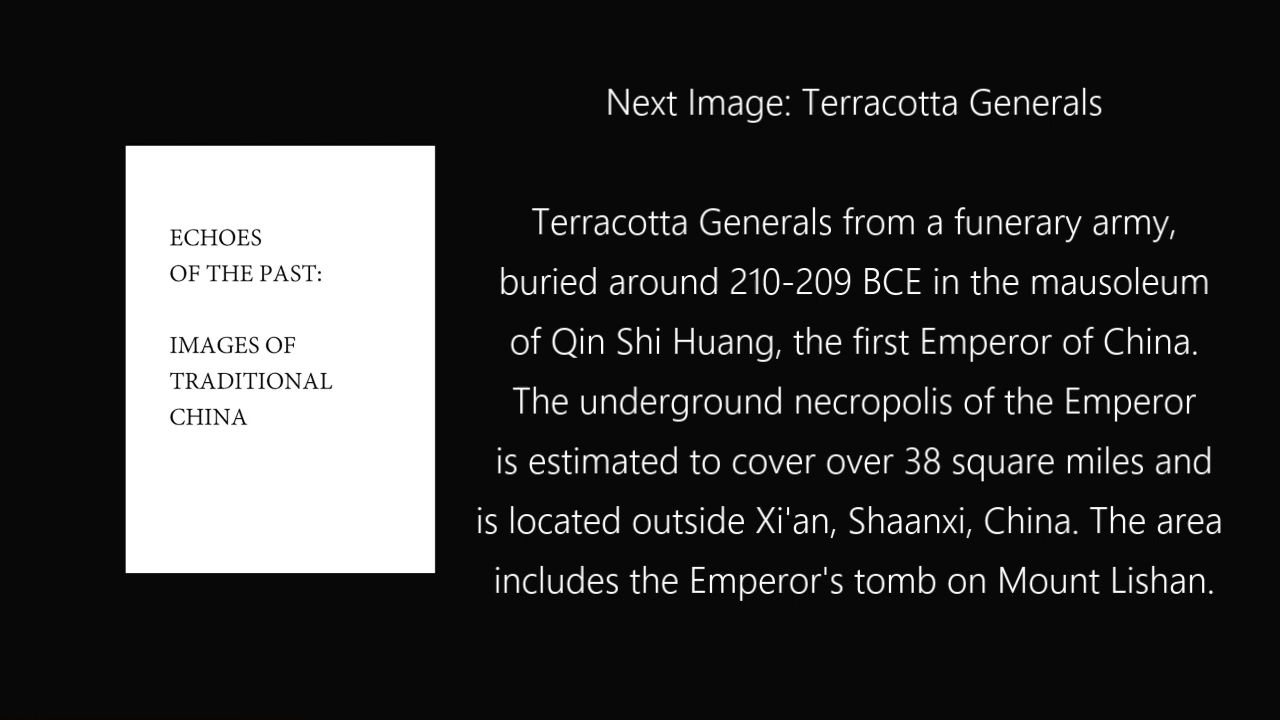 ECHOES
OF THE PAST:
IMAGES OF
TRADITIONAL
CHINA
Next Image: Terracotta Generals
Terracotta Generals from a funerary army,
buried around 210-209 BCE in the mausoleum
of Qin Shi Huang, the first Emperor of China.
The underground necropolis of the Emperor
is estimated to cover over 38 square miles and
is located outside Xi'an, Shaanxi, China. The area
includes the Emperor's tomb on Mount Lishan.